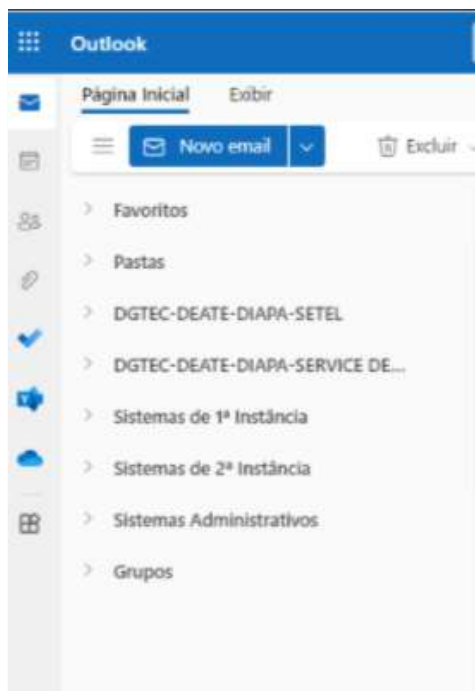 Outlook
Página Inicial Exibir
Novo email Excluir
Favoritos
Pastas
DGTEC-DEATE-DIAPA-SETEL
DGTEC-DEATE-DIAPA-SERVICE DE...
Sistemas de 1ª Instância
Sistemas de 2ª Instância
Sistemas Administrativos
Grupos